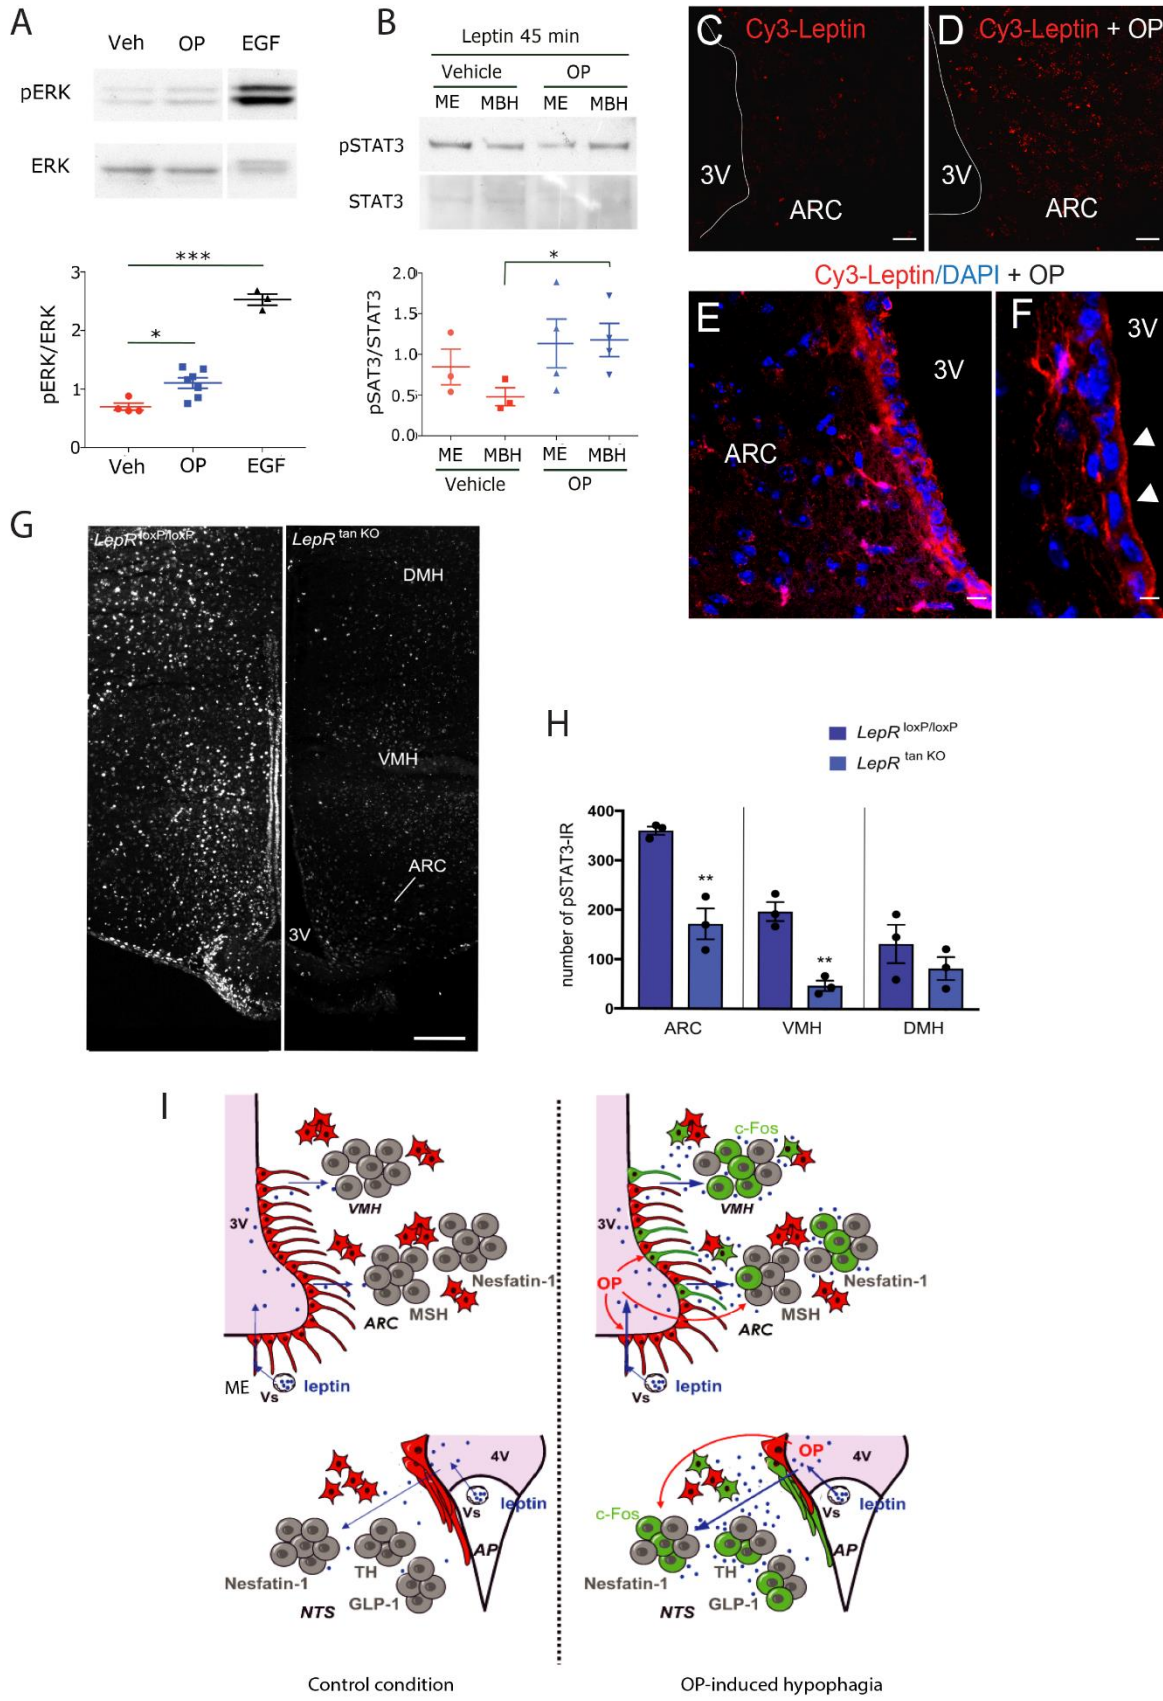 A
Veh OP EGF
pERK
ERK
***
*
pERK/ERK
3
2
1
0
Veh OP EGF
B
Leptin 45 min
Vehicle OP
ME MBH ME MBH
pSTAT3
STAT3
*
pSAT3/STAT3
2.0
1.5
1.0
0.5
0.0
ME MBH ME MBH
Vehicle OP
C Cy3-Leptin
3V
ARC
D Cy3-Leptin + OP
3V
ARC
Cy3-Leptin/DAPI + OP
E
3V
ARC
F
3V
G
LepR loxP/loxP
LepR tan KO
DMH
VMH
ARC
3V
H
LepR loxP/loxP
LepR tan KO
number of pSTAT3-IR
400
300
200
100
0
**
**
ARC VMH DMH
I
3V
VMH
Nesfatin-1
MSH
ARC
ME
Vs
leptin
4V
leptin
Vs
AP
TH
Nesfatin-1
GLP-1
NTS
Control condition
c-Fos
3V
VMH
OP
Nesfatin-1
MSH
ARC
leptin
Vs
OP
4V
leptin
Vs
c-Fos
AP
TH
Nesfatin-1
GLP-1
NTS
OP-induced hypophagia